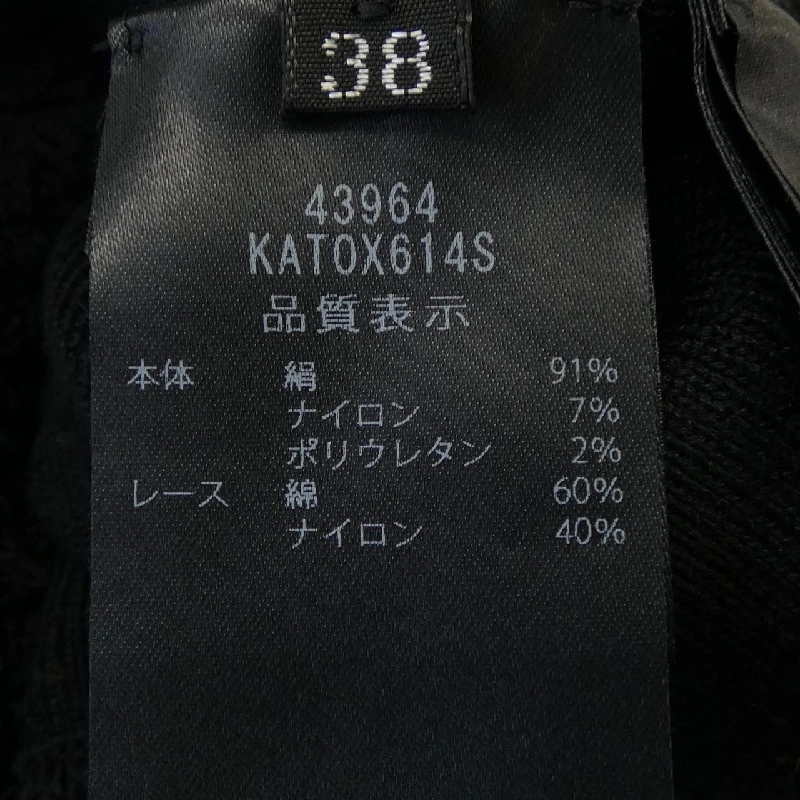 38
43964
KATOX614S
品質表示
本体 絹 91%
ナイロン 7%
ポリウレタン 2%
レース 綿 60%
ナイロン 40%